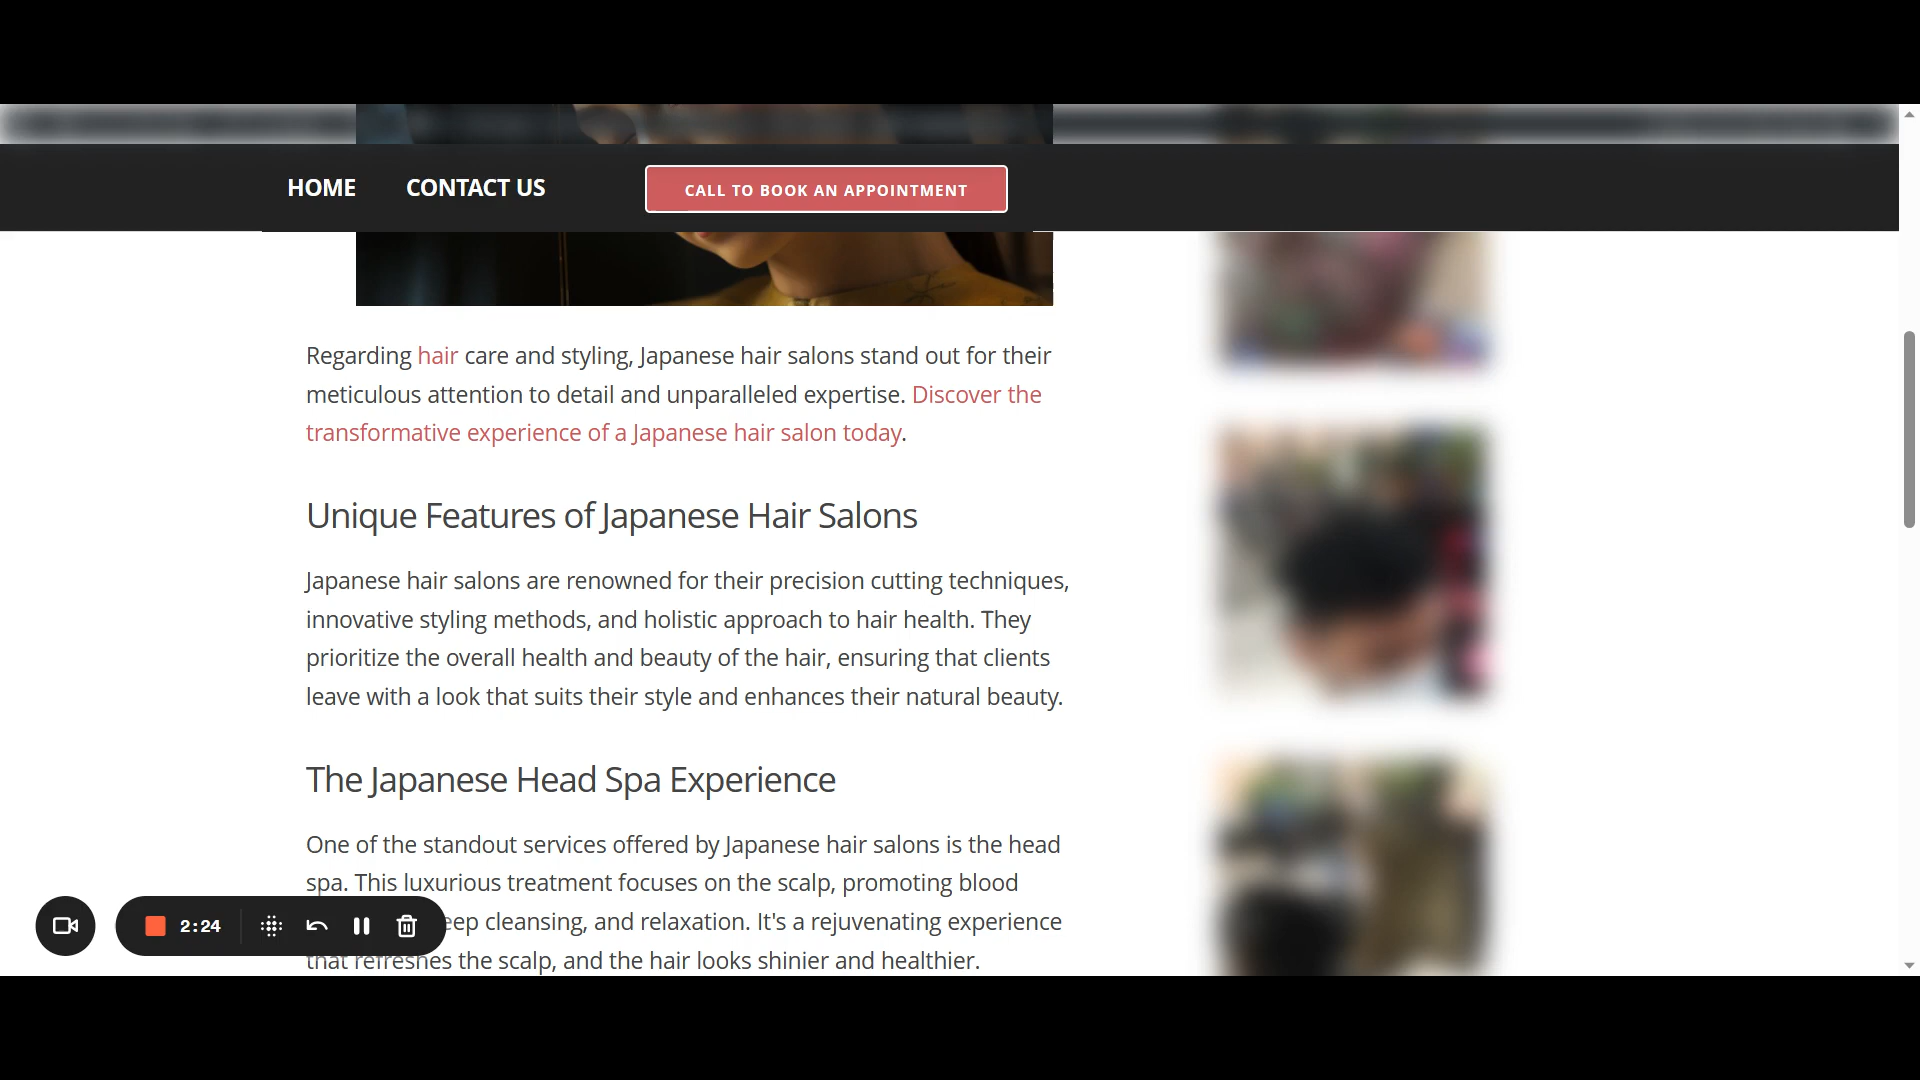 HOME CONTACT US CALL TO BOOK AN APPOINTMENT
Regarding hair care and styling, Japanese hair salons stand out for their
meticulous attention to detail and unparalleled expertise. Discover the
transformative experience of a Japanese hair salon today.
Unique Features of Japanese Hair Salons
Japanese hair salons are renowned for their precision cutting techniques,
innovative styling methods, and holistic approach to hair health. They
prioritize the overall health and beauty of the hair, ensuring that clients
leave with a look that suits their style and enhances their natural beauty.
The Japanese Head Spa Experience
One of the standout services offered by Japanese hair salons is the head
spa. This luxurious treatment focuses on the scalp, promoting blood
cleansing, and relaxation. It's a rejuvenating experience
that refreshes the scalp, and the hair looks shinier and healthier.
2:24